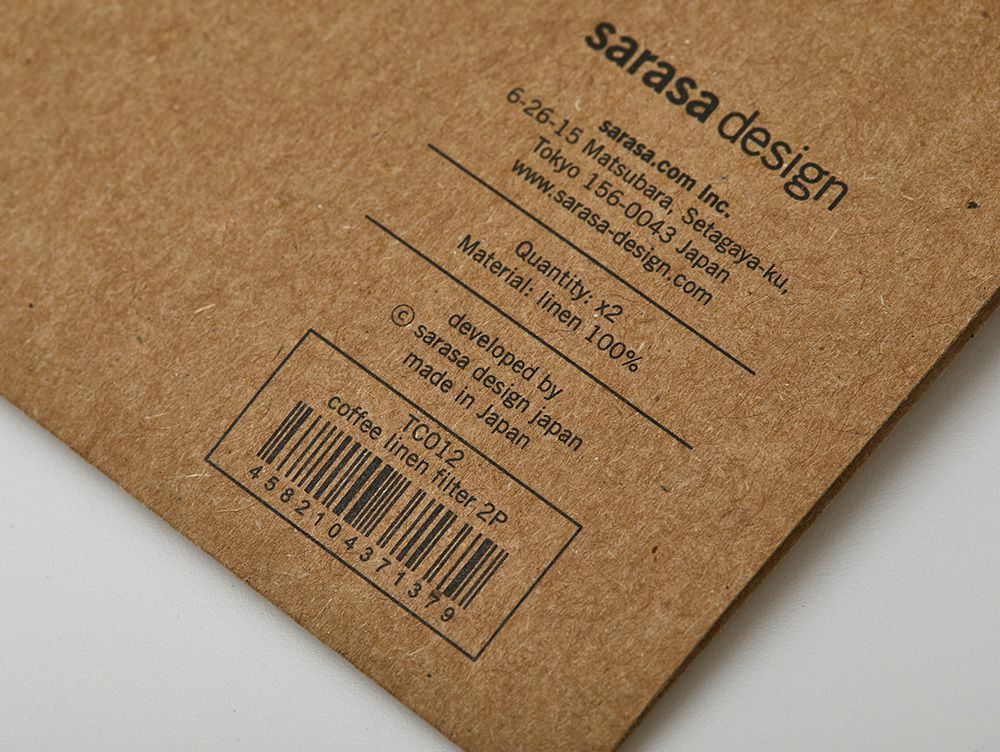 sarasa design
sarasa.com Inc.
6-26-15 Matsubara, Setagaya-ku,
Tokyo 156-0043 Japan
www.sarasa-design.com
Quantity: x2
Material: linen 100%
developed by
© sarasa design japan
made in Japan
TC012
coffee linen filter 2P
4582104371379